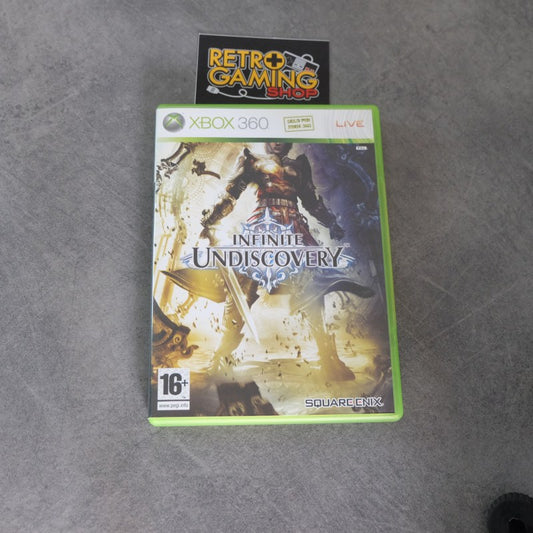 RETRO
GAMING
SHOP
XBOX 360
LIVE
INFINITE
UNDISCOVERY
16+
www.pegi.info
SQUARE ENIX